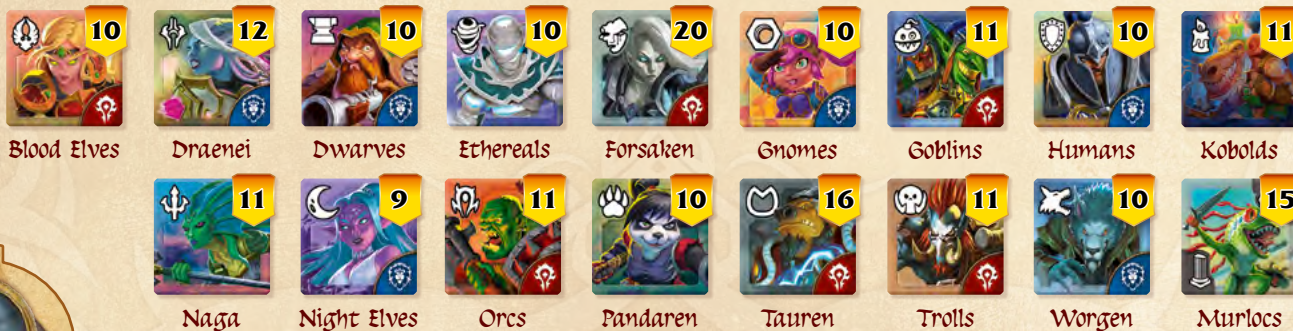 10 12 10 10 20 10 11 10 11
Blood Elves Draenei Dwarves Ethereals Forsaken Gnomes Goblins Humans Kobolds
11 9 11 10 16 11 10 15
Naga Night Elves Orcs Pandaren Tauren Trolls Worgen Murlocs